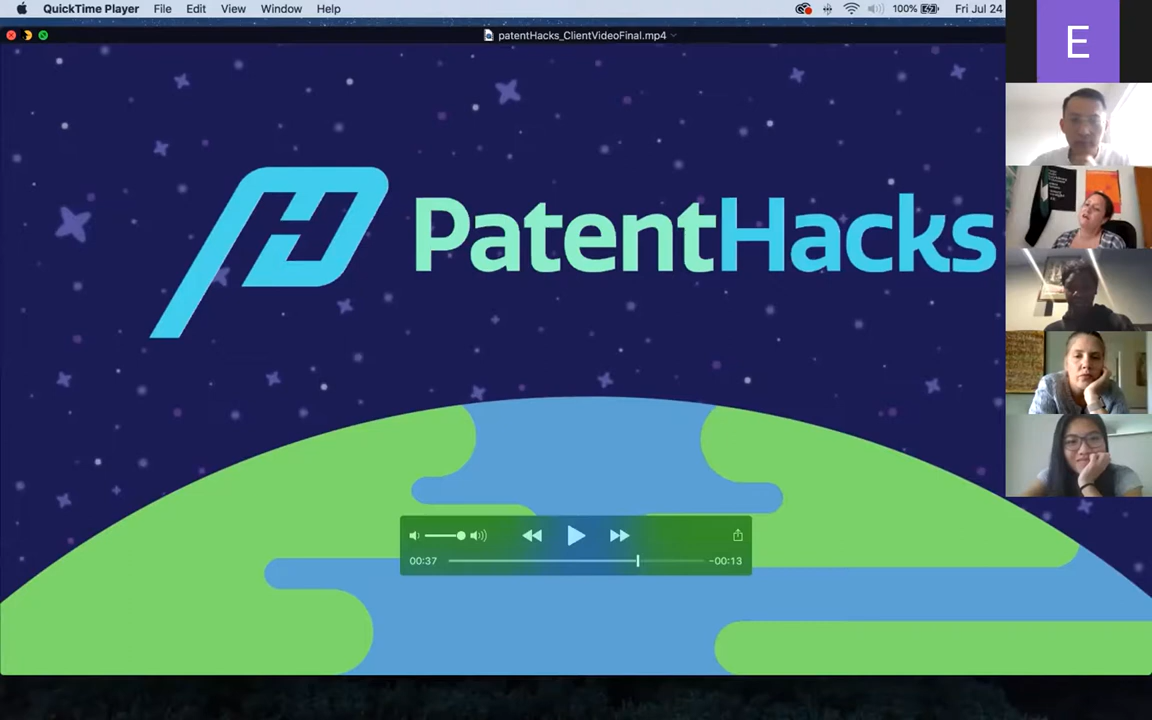 QuickTime Player File Edit View Window Help 100% Fri Jul 24
patentHacks_ClientVideoFinal.mp4
E
PatentHacks
00:37 -00:13